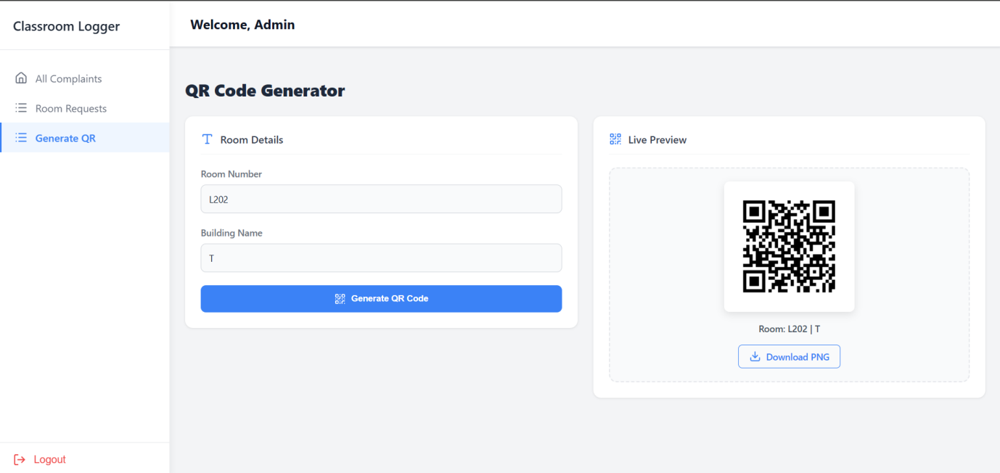 Classroom Logger
Welcome, Admin
All Complaints
Room Requests
Generate QR
QR Code Generator
Room Details
Room Number
L202
Building Name
T
Generate QR Code
Live Preview
Room: L202 | T
Download PNG
Logout